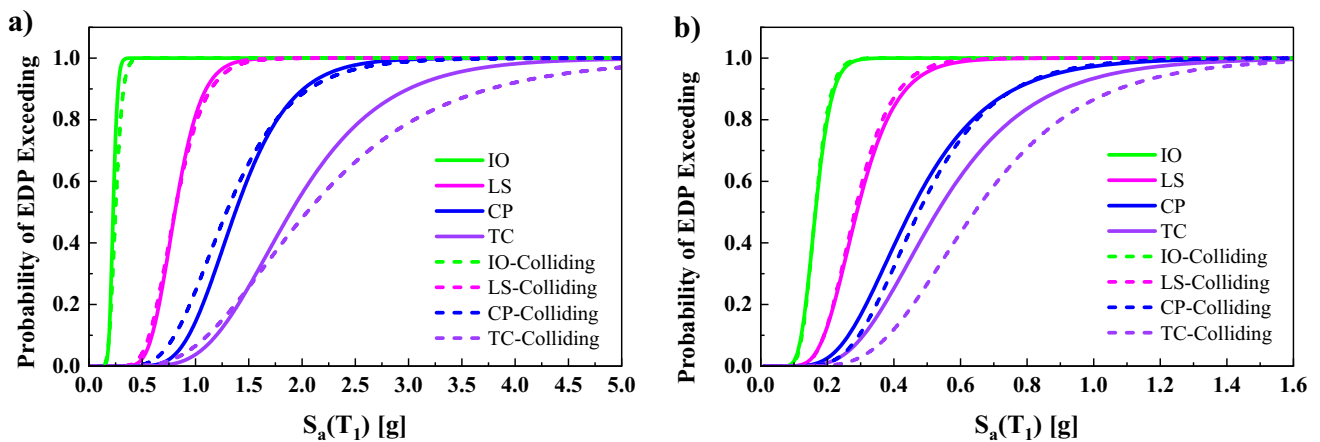 a)
Probability of EDP Exceeding
1.0
0.8
0.6
0.4
0.2
0.0
0.0 0.5 1.0 1.5 2.0 2.5 3.0 3.5 4.0 4.5 5.0
Sa(T1) [g]
IO
LS
CP
TC
IO-Colliding
LS-Colliding
CP-Colliding
TC-Colliding
b)
Probability of EDP Exceeding
1.0
0.8
0.6
0.4
0.2
0.0
0.0 0.2 0.4 0.6 0.8 1.0 1.2 1.4 1.6
Sa(T1) [g]
IO
LS
CP
TC
IO-Colliding
LS-Colliding
CP-Colliding
TC-Colliding